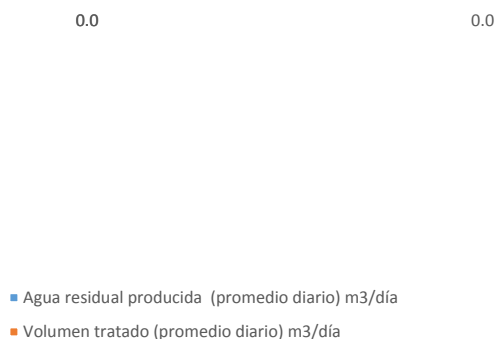 0.0 0.0
Agua residual producida (promedio diario) m3/día
Volumen tratado (promedio diario) m3/día